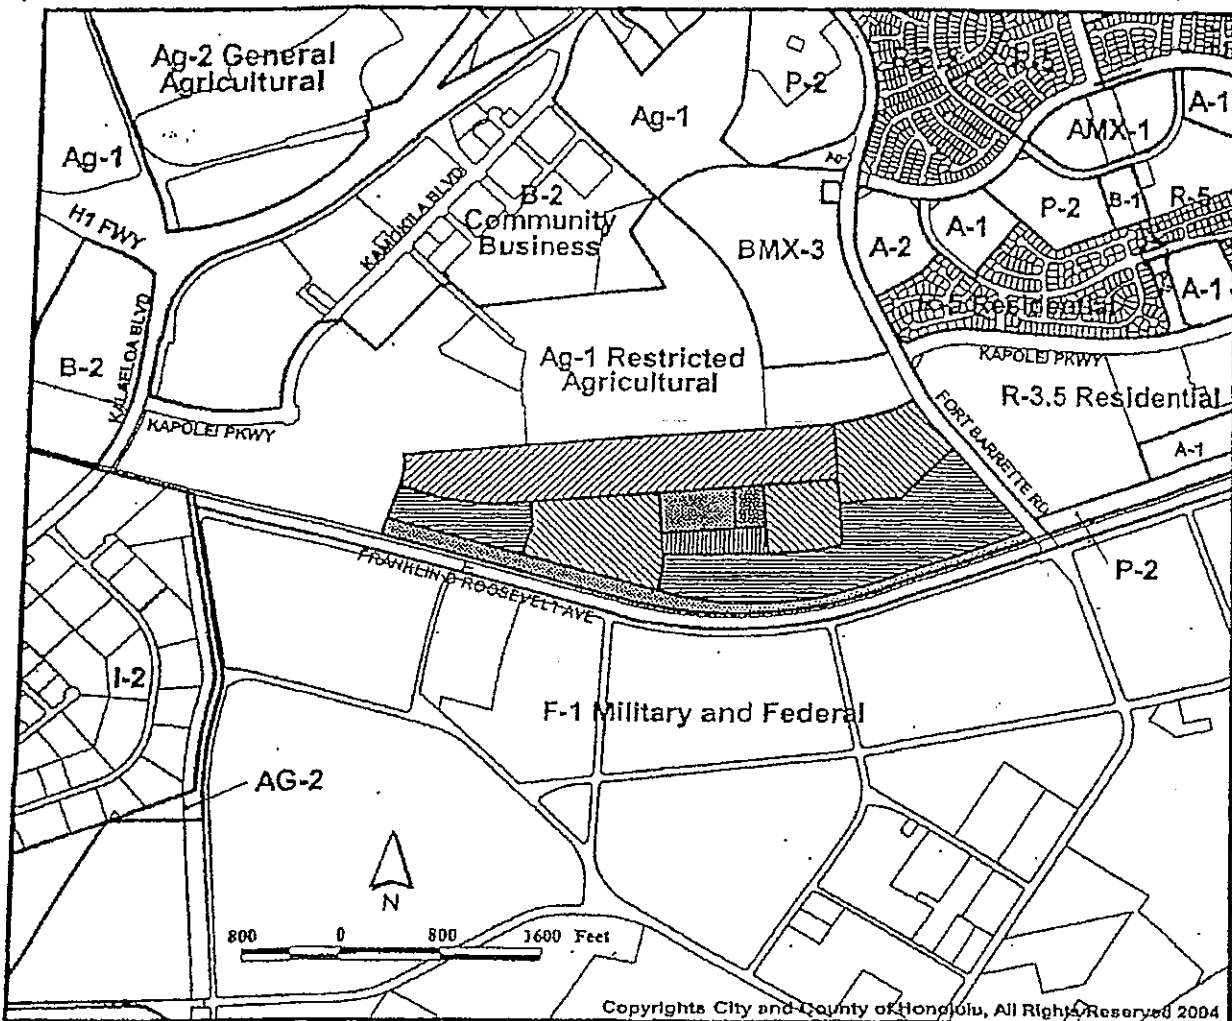 Ag-2 General
Agricultural
Ag-1
P-2
R-5
Ag-1
A-1
AMX-1
KAMOKILA BLVD
B-2
Community
Business
H1 FWY
BMX-3
A-2
A-1
P-2
B-1
R-5
A-1
KALAELOA BLVD
B-2
Ag-1 Restricted
Agricultural
KAPOLEI PKWY
R-3.5 Residential
KAPOLEI PKWY
FORT BARRETTE RD
A-1
FRANKLIN D ROOSEVELT AVE
P-2
I-2
F-1 Military and Federal
AG-2
N
800 0 800 1600 Feet
Copyrights City and County of Honolulu, All Rights Reserved 2004